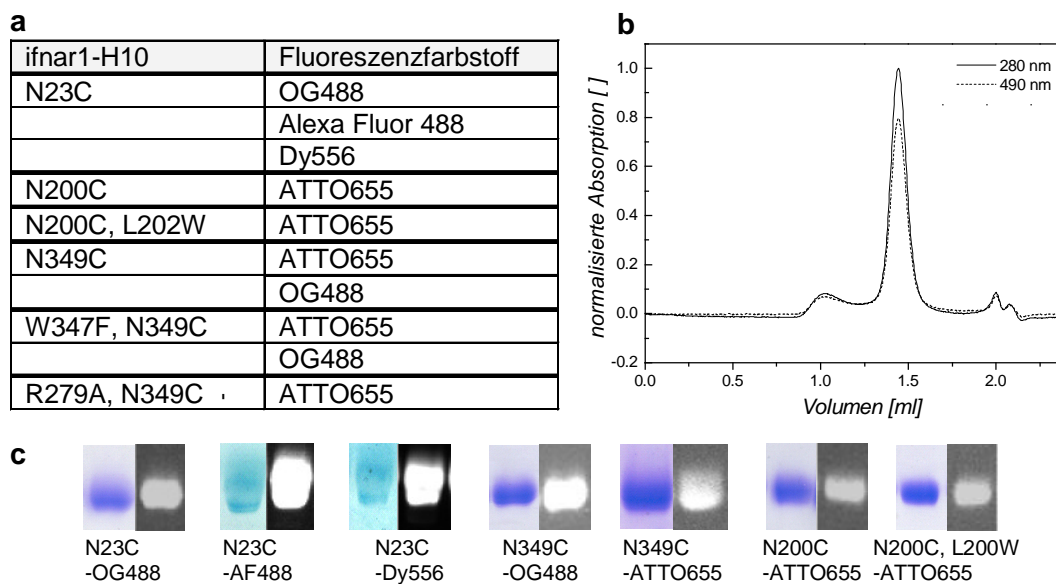 a
ifnar1-H10 Fluoreszenzfarbstoff
N23C OG488
Alexa Fluor 488
Dy556
N200C ATTO655
N200C, L202W ATTO655
N349C ATTO655
OG488
W347F, N349C ATTO655
OG488
R279A, N349C ATTO655
b
280 nm
490 nm
normalisierte Absorption [ ]
1.0
0.8
0.6
0.4
0.2
0.0
-0.2
0.0 0.5 1.0 1.5 2.0
Volumen [ml]
c
N23C
-OG488
N23C
-AF488
N23C
-Dy556
N349C
-OG488
N349C
-ATTO655
N200C
-ATTO655
N200C, L200W
-ATTO655